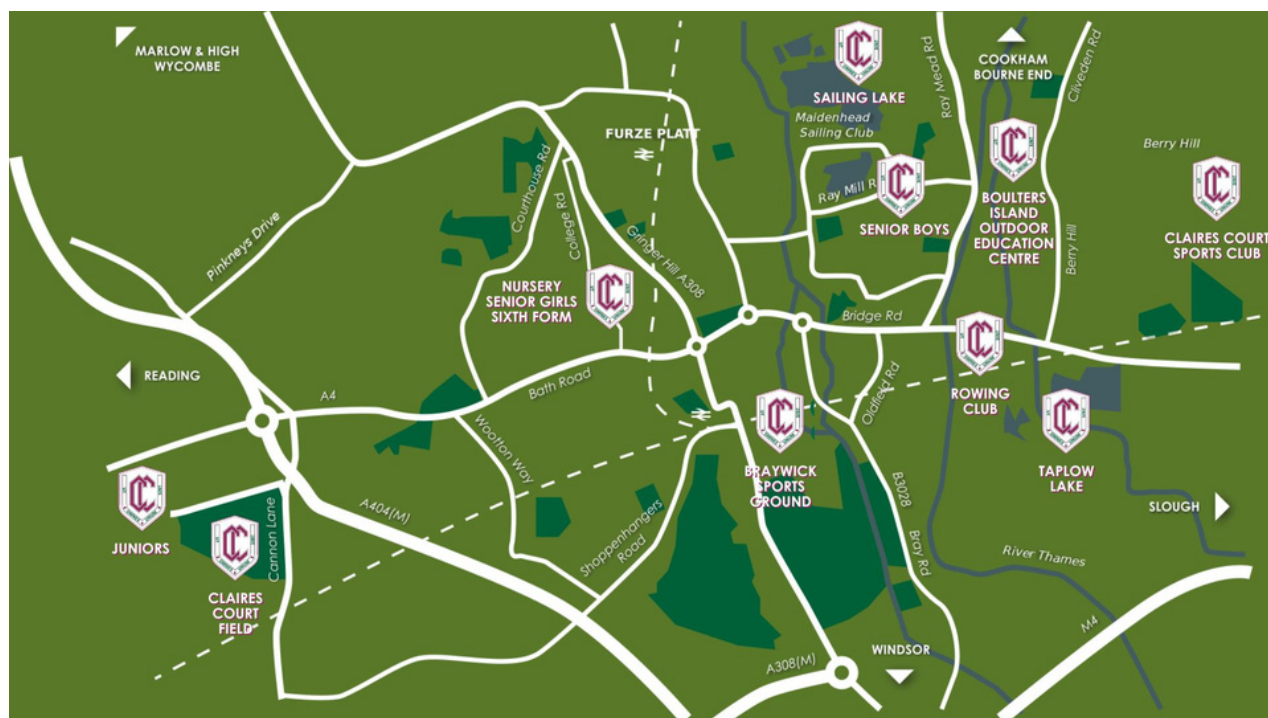 MARLOW & HIGH
WYCOMBE
SAILING LAKE
Maidenhead
Sailing Club
Ray Mead Rd
COOKHAM
BOURNE END
Cliveden Rd
FURZE PLATT
Berry Hill
Courthouse Rd
College Rd
Ray Mill R
SENIOR BOYS
BOULTERS
ISLAND
OUTDOOR
EDUCATION
CENTRE
CLAIRES COURT
SPORTS CLUB
Pinkneys Drive
Gringer Hill A308
Berry Hill
NURSERY
SENIOR GIRLS
SIXTH FORM
Bridge Rd
READING
A4
Bath Road
Oldfield Rd
ROWING
CLUB
Wootton Way
BRAYWICK
SPORTS
GROUND
TAPLOW
LAKE
B3028
SLOUGH
JUNIORS
Cannon Lane
A404(M)
Shoppenhangers
Road
Bray Rd
River Thames
CLAIRES
COURT
FIELD
M4
WINDSOR
A308(M)